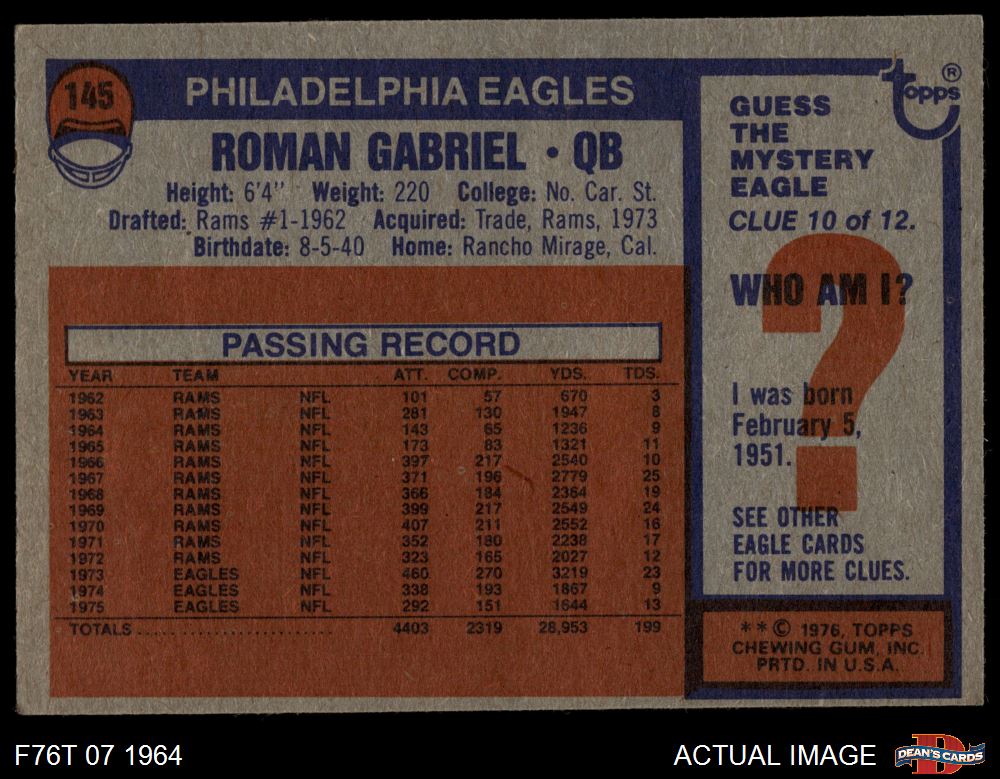 145
PHILADELPHIA EAGLES
ROMAN GABRIEL • QB
Height: 6'4" Weight: 220 College: No. Car. St.
Drafted: Rams #1-1962 Acquired: Trade, Rams, 1973
Birthdate: 8-5-40 Home: Rancho Mirage, Cal.
PASSING RECORD
YEAR TEAM ATT. COMP. YDS. TDS.
1962 RAMS NFL 101 57 670 3
1963 RAMS NFL 281 130 1947 8
1964 RAMS NFL 143 65 1236 9
1965 RAMS NFL 173 83 1321 11
1966 RAMS NFL 397 217 2540 10
1967 RAMS NFL 371 196 2779 25
1968 RAMS NFL 366 184 2364 19
1969 RAMS NFL 399 217 2549 24
1970 RAMS NFL 407 211 2552 16
1971 RAMS NFL 352 180 2238 17
1972 RAMS NFL 323 165 2027 12
1973 EAGLES NFL 460 270 3219 23
1974 EAGLES NFL 338 193 1867 9
1975 EAGLES NFL 292 151 1644 13
TOTALS.............................. 4403 2319 28,953 199
topps ®
GUESS
THE
MYSTERY
EAGLE
CLUE 10 of 12.
?
WHO AM I?
I was born
February 5,
1951.
SEE OTHER
EAGLE CARDS
FOR MORE CLUES.
** © 1976, TOPPS
CHEWING GUM, INC.
PRTD. IN U.S.A.
F76T 07 1964
ACTUAL IMAGE
D
DEAN'S CARDS